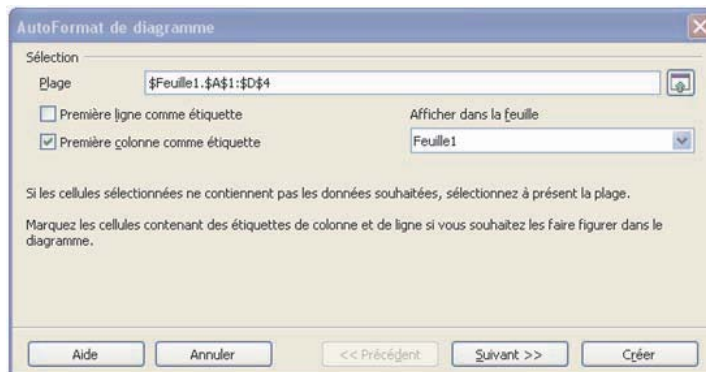 AutoFormat de diagramme
Sélection
Plage $Feuille1.$A$1:$D$4
Première ligne comme étiquette Afficher dans la feuille
Première colonne comme étiquette Feuille1
Si les cellules sélectionnées ne contiennent pas les données souhaitées, sélectionnez à présent la plage.
Marquez les cellules contenant des étiquettes de colonne et de ligne si vous souhaitez les faire figurer dans le
diagramme.
Aide Annuler << Précédent Suivant >> Créer